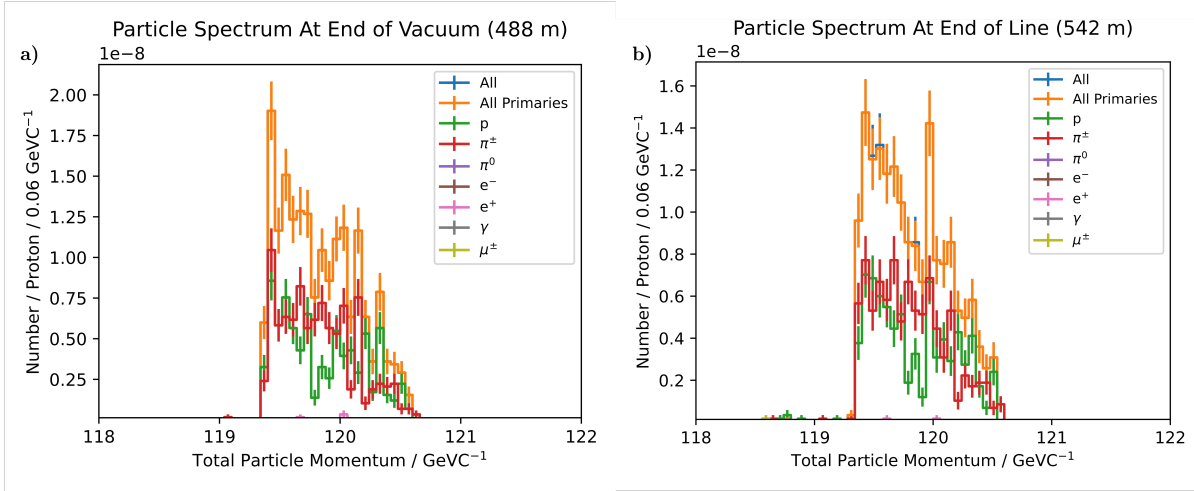 Particle Spectrum At End of Vacuum (488 m)
a)
1e−8
2.00
1.75
1.50
1.25
1.00
0.75
0.50
0.25
Number / Proton / 0.06 GeVC⁻¹
All
All Primaries
p
π±
π⁰
e⁻
e⁺
γ
μ±
118
119
120
121
122
Total Particle Momentum / GeVC⁻¹
Particle Spectrum At End of Line (542 m)
b)
1e−8
1.6
1.4
1.2
1.0
0.8
0.6
0.4
0.2
Number / Proton / 0.06 GeVC⁻¹
All
All Primaries
p
π±
π⁰
e⁻
e⁺
γ
μ±
118
119
120
121
122
Total Particle Momentum / GeVC⁻¹